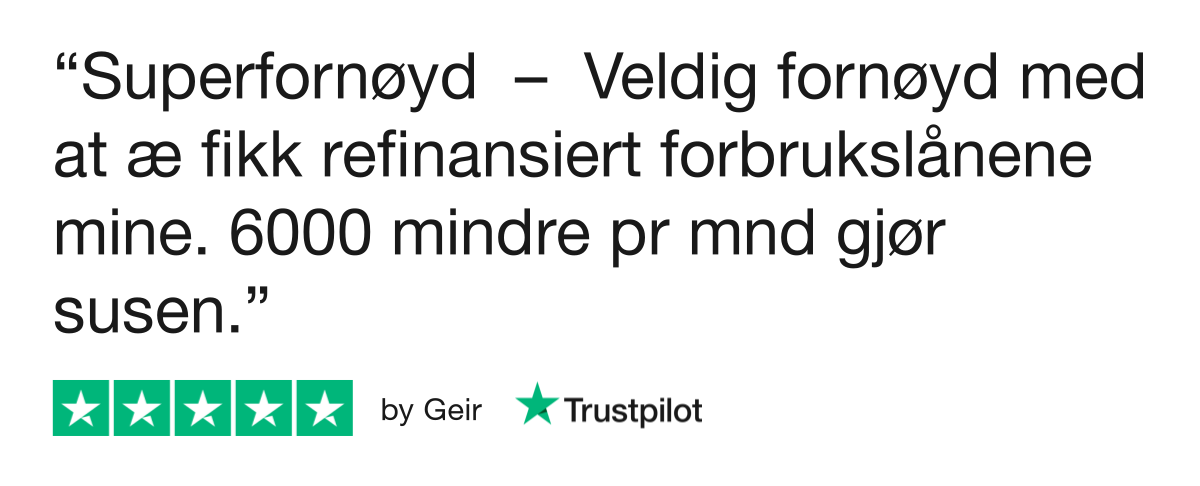 “Superfornøyd – Veldig fornøyd med
at æ fikk refinansiert forbrukslånene
mine. 6000 mindre pr mnd gjør
susen.”
by Geir Trustpilot